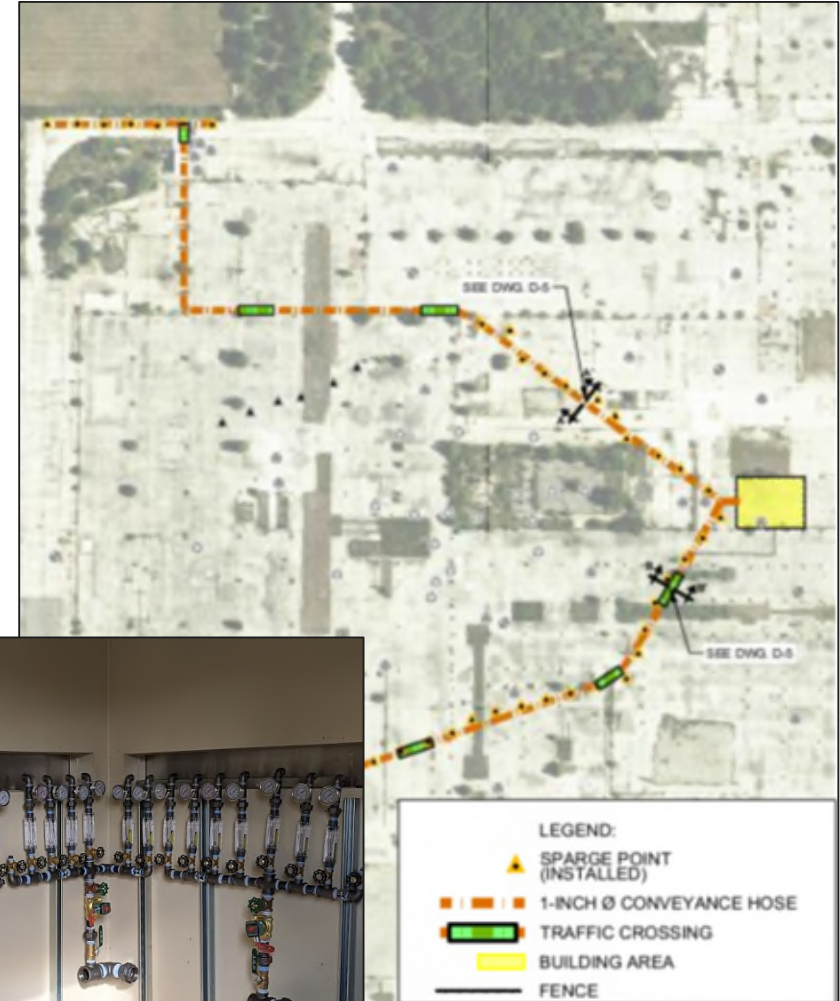 SEE DWG. D-5
SEE DWG. D-5
LEGEND:
SPARGE POINT
(INSTALLED)
1-INCH Ø CONVEYANCE HOSE
TRAFFIC CROSSING
BUILDING AREA
FENCE